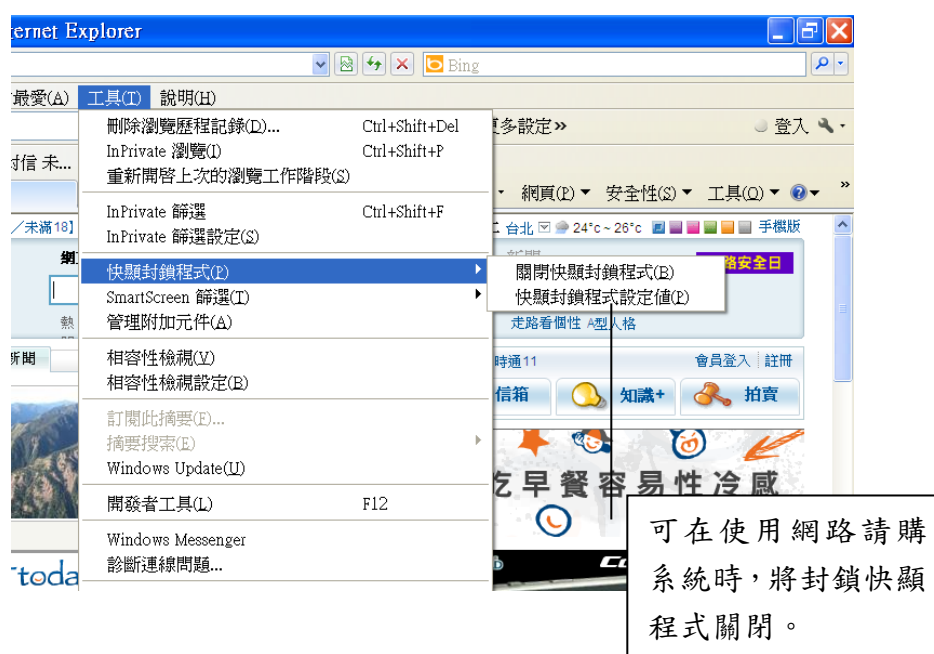 ernet Explorer
Bing
最愛(A) 工具(T) 說明(H)
刪除瀏覽歷程記錄(D)... Ctrl+Shift+Del
InPrivate 瀏覽(I) Ctrl+Shift+P
重新開啟上次的瀏覽工作階段(S)
InPrivate 篩選 Ctrl+Shift+F
InPrivate 篩選設定(S)
快顯封鎖程式(P)
SmartScreen 篩選(T)
管理附加元件(A)
相容性檢視(V)
相容性檢視設定(B)
訂閱此摘要(F)...
摘要搜索(E)
Windows Update(U)
開發者工具(L) F12
Windows Messenger
診斷連線問題...
關閉快顯封鎖程式(B)
快顯封鎖程式設定值(P)
多設定»
登入
封信 未...
網頁(P) 安全性(S) 工具(O) »
／未滿18】
台北 24°c~26°c 手機版
網
路安全日
熱
走路看個性 A型人格
新聞
時通11 會員登入 註冊
信箱 知識+ 拍賣
吃早餐容易性冷感
toda
可在使用網路請購
系統時，將封鎖快顯
程式關閉。